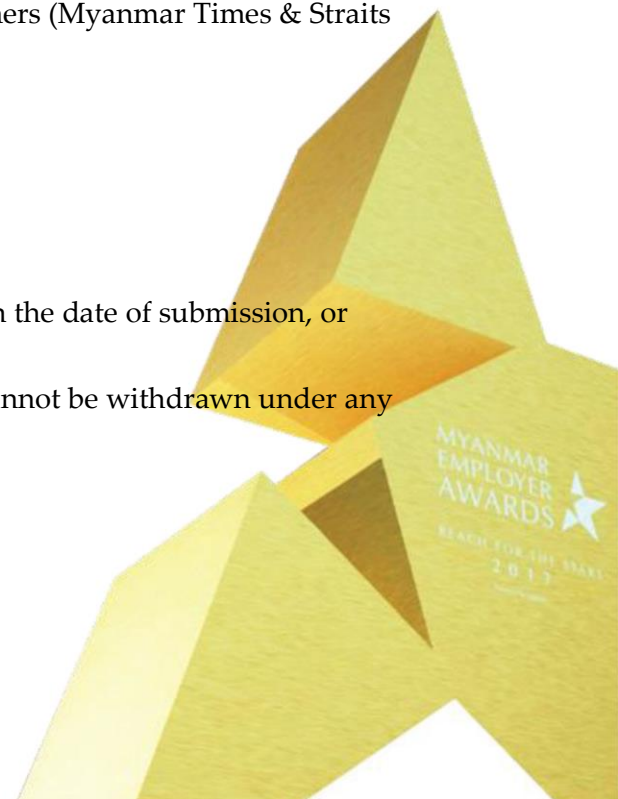 ners (Myanmar Times & Straits
n the date of submission, or
nnot be withdrawn under any
MYANMAR
EMPLOYER
AWARDS
REACH FOR THE STARS
2017